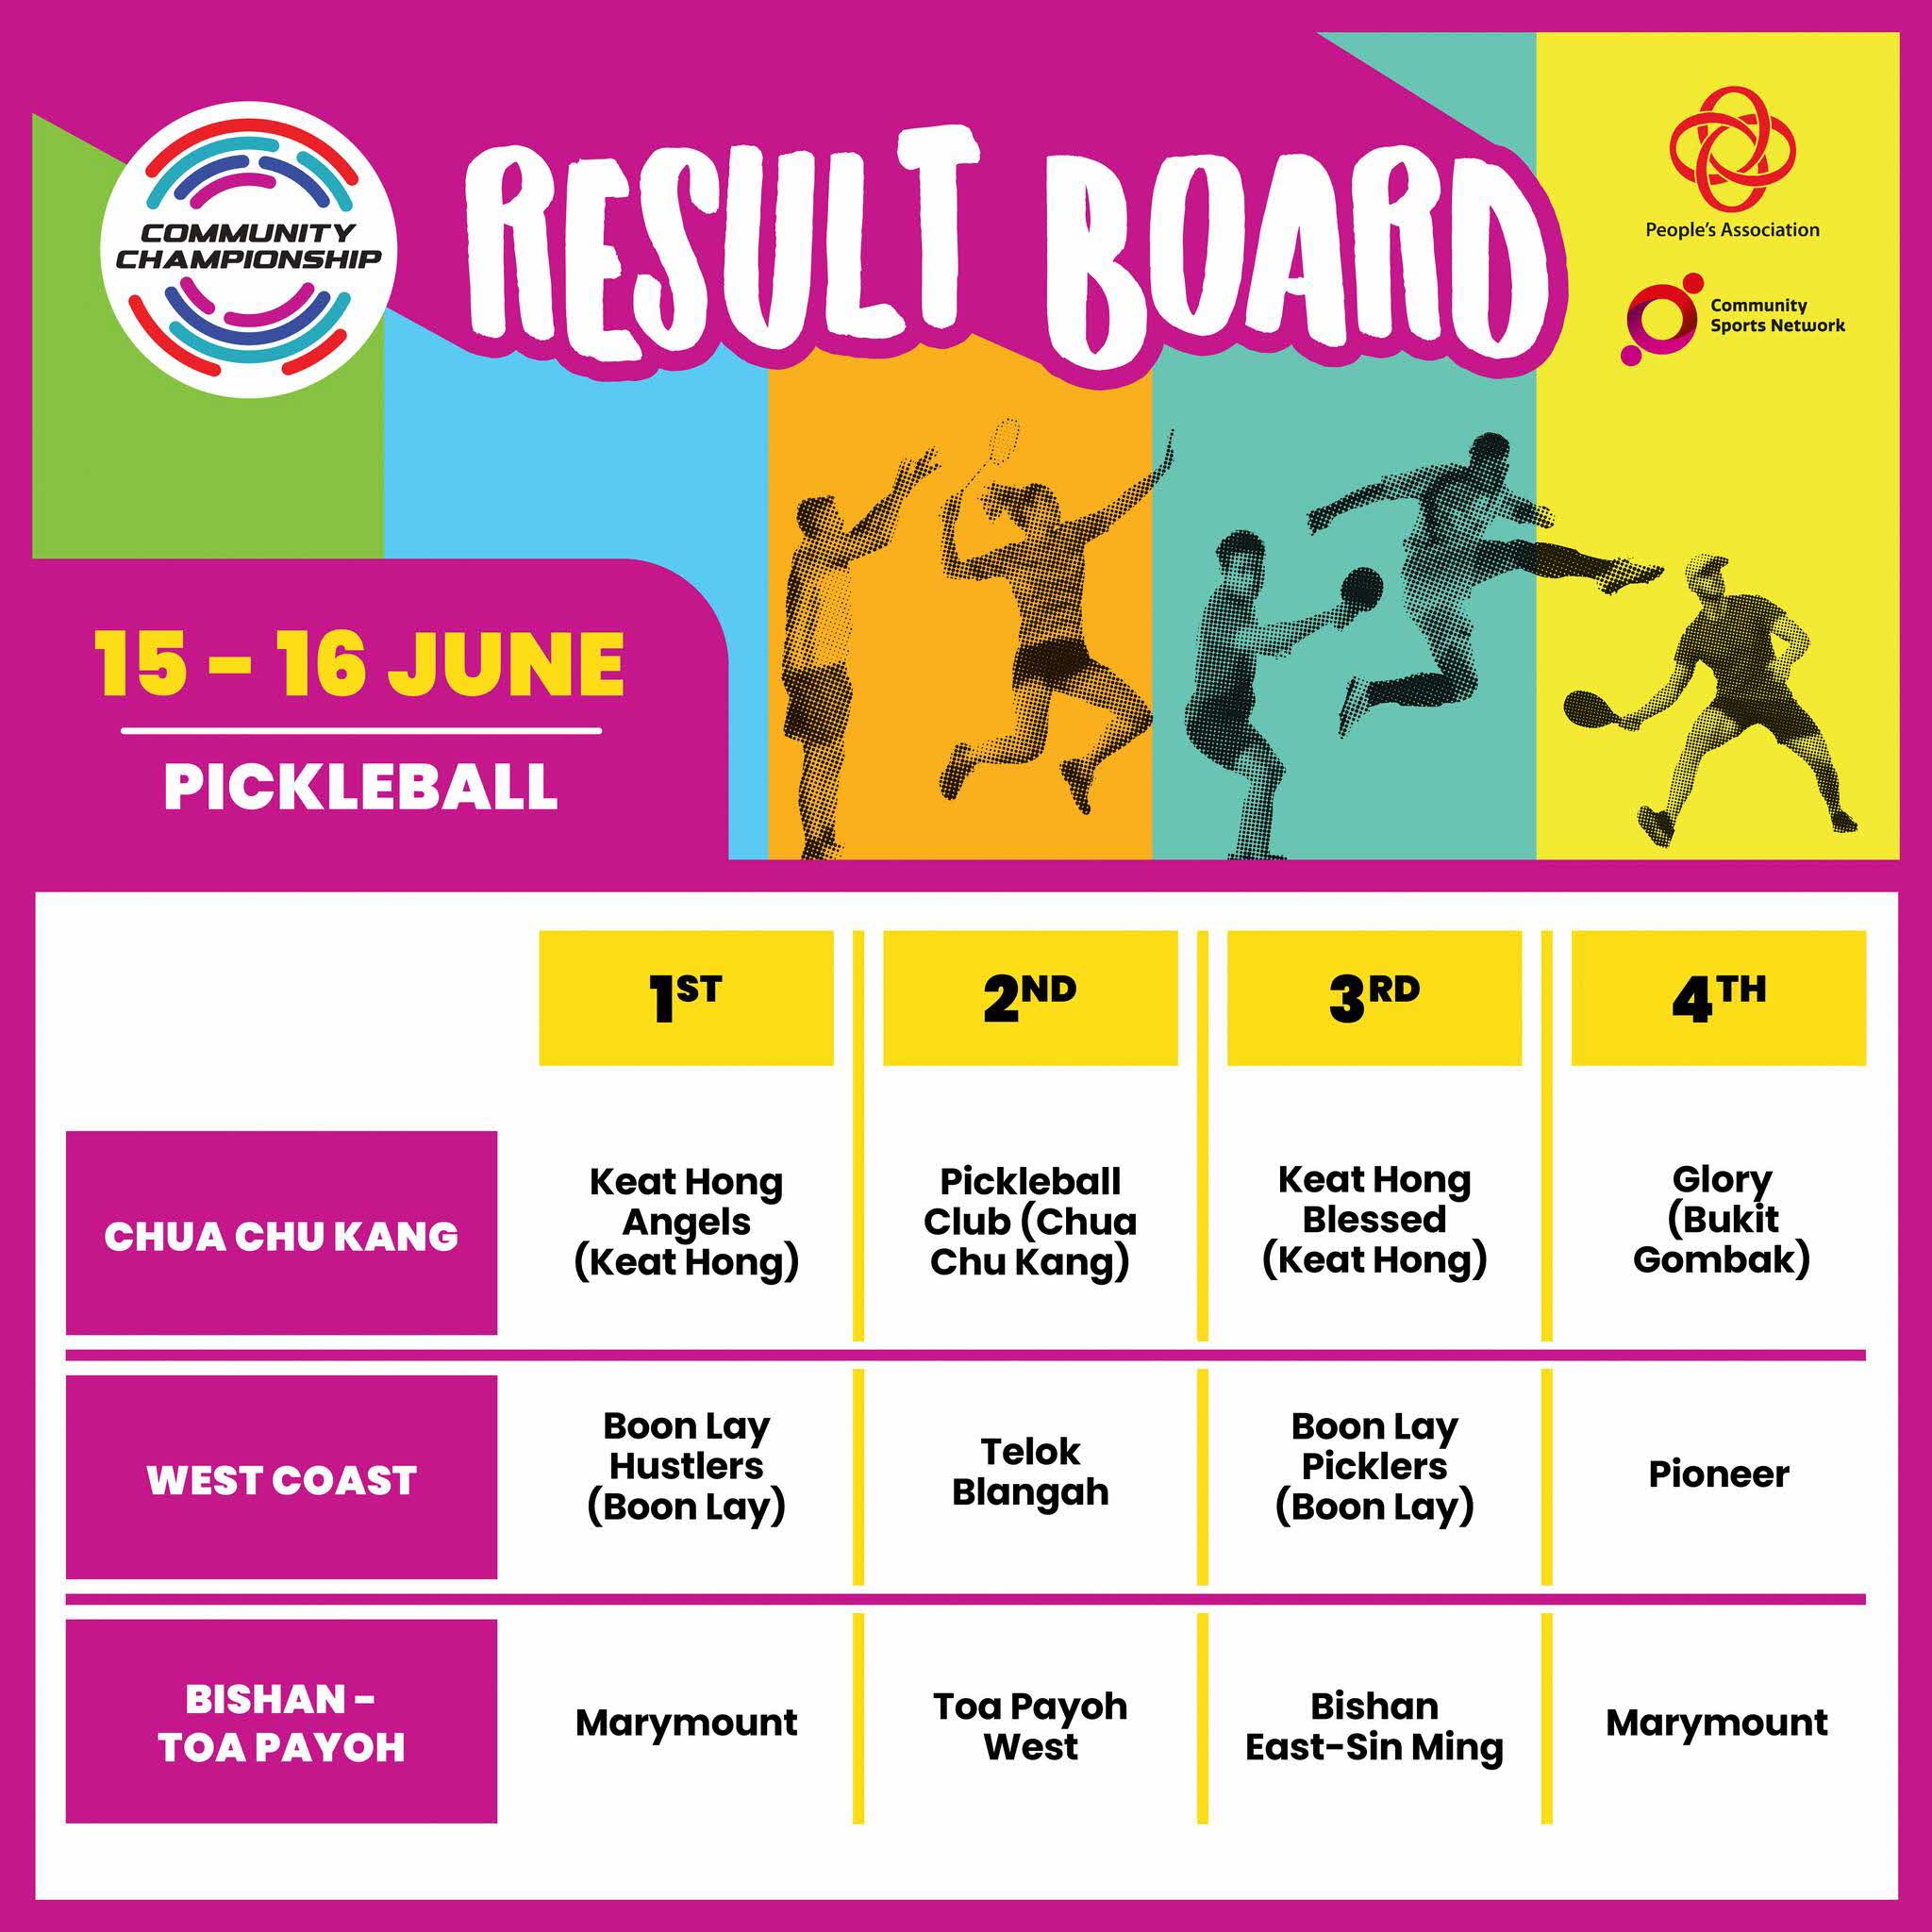 COMMUNITY
CHAMPIONSHIP
RESULT BOARD
People's Association
Community
Sports Network
15 - 16 JUNE
PICKLEBALL
1ST
2ND
3RD
4TH
CHUA CHU KANG
Keat Hong
Angels
(Keat Hong)
Pickleball
Club (Chua
Chu Kang)
Keat Hong
Blessed
(Keat Hong)
Glory
(Bukit
Gombak)
WEST COAST
Boon Lay
Hustlers
(Boon Lay)
Telok
Blangah
Boon Lay
Picklers
(Boon Lay)
Pioneer
BISHAN -
TOA PAYOH
Marymount
Toa Payoh
West
Bishan
East-Sin Ming
Marymount